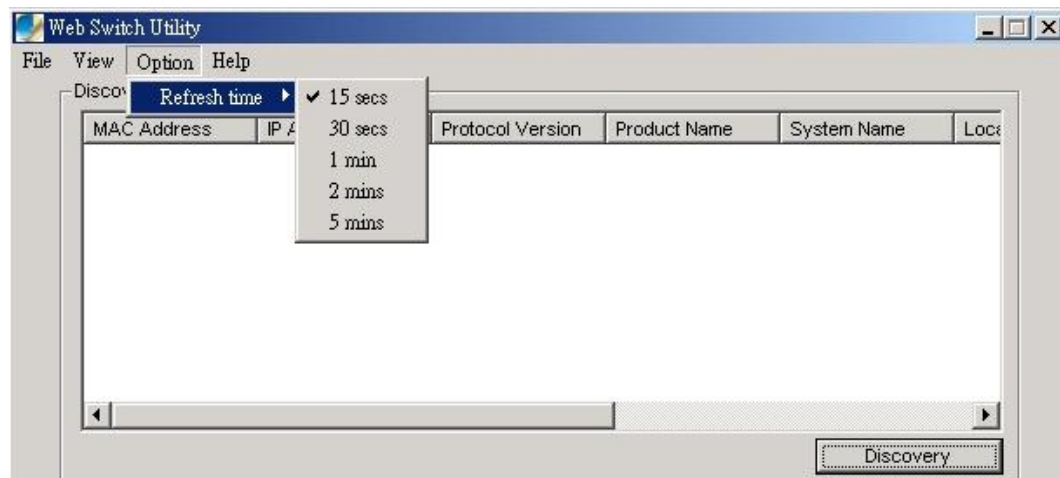 Web Switch Utility
File View Option Help
Refresh time
15 secs
30 secs
1 min
2 mins
5 mins
MAC Address Protocol Version Product Name System Name
Discovery